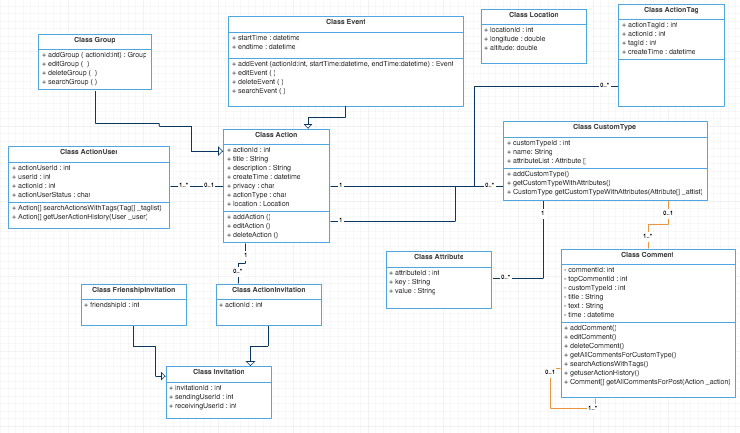 Class Group
+ addGroup ( actionId:int) : Group
+ editGroup ( )
+ deleteGroup ( )
+ searchGroup ( )
Class Event
+ startTime : datetime
+ endtime : datetime
+ addEvent (actionId:int, startTime:datetime, endTime:datetime) : Event
+ editEvent ( )
+ deleteEvent ( )
+ searchEvent ( )
Class Location
+ locationId : int
+ longitude : double
+ altitude: double
Class ActionTag
+ actionTagId : int
+ actionId : int
+ tagId : int
+ createTime : datetime
0..*
Class ActionUser
+ actionUserId : int
+ userId : int
+ actionId : int
+ actionUserStatus : char
+ Action[] searchActionsWithTags(Tag[] _taglist)
+ Action[] getUserActionHistory(User _user)
1..*
0..1
Class Action
+ actionId : int
+ title : String
+ description : String
+ createTime : datetime
+ privacy : char
+ actionType : char
+ location : Location
+ addAction ()
+ editAction ()
+ deleteAction ()
1
1
0..*
Class CustomType
+ customTypeId : int
+ name: String
+ attributeList : Attribute [
+ addCustomType()
+ getCustomTypeWithAttributes()
+ CustomType getCustomTypeWithAttributes(Attribute[] _attlist)
1
0..1
1
0..*
1..*
Class Attribute
+ attributeId : int
+ key : String
+ value : String
0..*
Class Comment
- commentId: int
- topCommentId : int
- customTypeId : int
- title : String
- text : String
- time : datetime
+ addComment()
+ editComment()
+ deleteComment()
+ getAllCommentsForCustomType()
+ searchActionsWithTags()
+ getuserActionHistory()
+ Comment[] getAllCommentsForPost(Action _action)
0..1
1..*
Class FrienshipInvitation
+ friendshipId : int
Class ActionInvitation
+ actionId : int
Class Invitation
+ invitationId : int
+ sendingUserId : int
+ receivingUserId : int